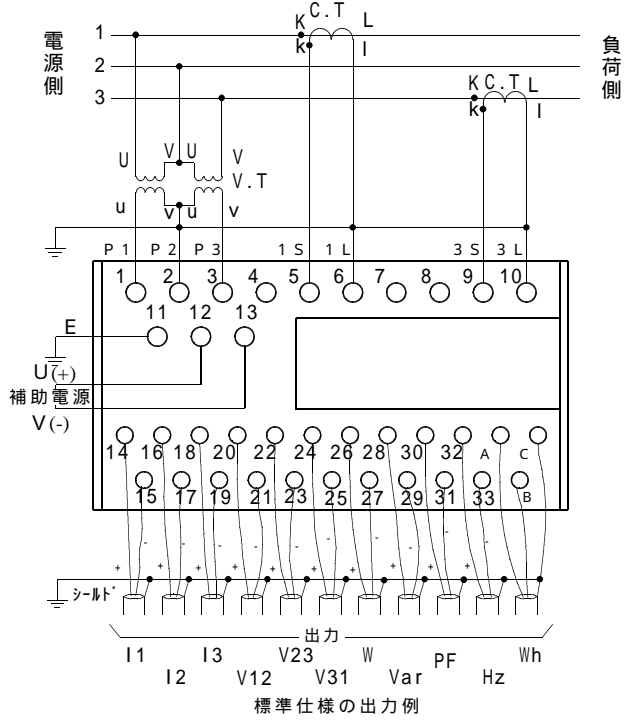 C.T
K L
1
k l
電源側
負荷側
2
K C.T L
3
k l
U V U V
V.T
u v u v
P1 P2 P3 1S 1L 3S 3L
1 2 3 4 5 6 7 8 9 10
11 12 13
E
U(+)
補助電源
V(-)
14 16 18 20 22 24 26 28 30 32 A C
15 17 19 21 23 25 27 29 31 33 B
- - - - - - - - - -
+ + + + + + + + + +
シールド
出力
I1 I3 V23 W PF Wh
I2 V12 V31 Var Hz
標準仕様の出力例